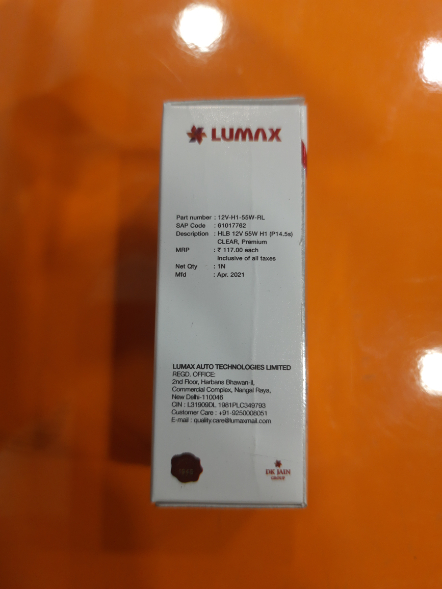 LUMAX
Part number : 12V-H1-55W-RL
SAP Code : 61017762
Description : HLB 12V 55W H1 (P14.5s)
CLEAR, Premium
MRP : ₹ 117.00 each
Inclusive of all taxes
Net Qty : 1N
Mfd : Apr. 2021
LUMAX AUTO TECHNOLOGIES LIMITED
REGD. OFFICE:
2nd Floor, Harbans Bhawan-II,
Commercial Complex, Nangal Raya,
New Delhi-110046
CIN : L31909DL 1981PLC349793
Customer Care : +91-9250008051
E-mail : quality.care@lumaxmail.com
DK JAIN
GROUP